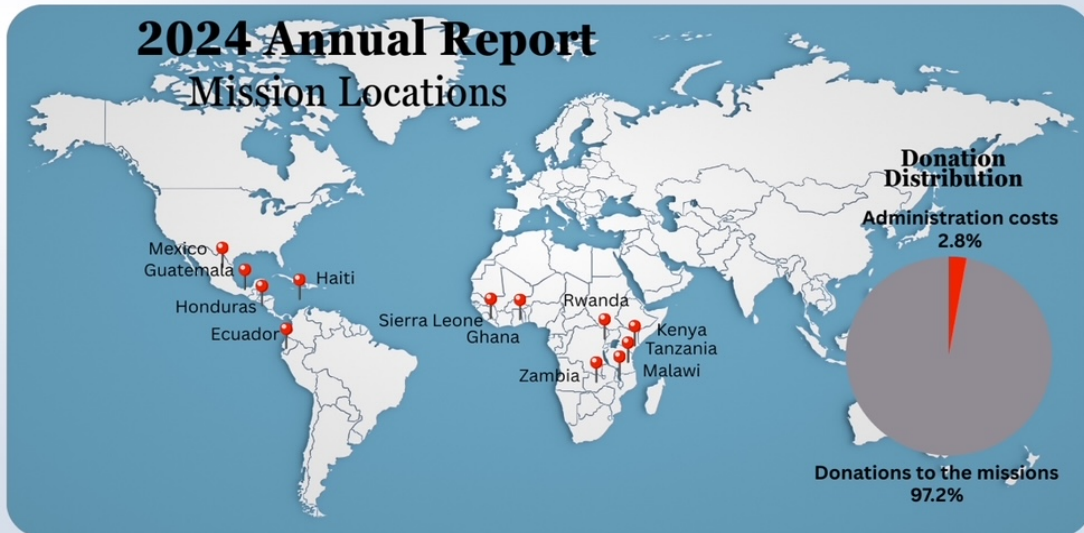 2024 Annual Report
Mission Locations
Donation
Distribution
Administration costs
2.8%
Mexico
Guatemala
Haiti
Honduras
Ecuador
Sierra Leone
Ghana
Rwanda
Kenya
Tanzania
Malawi
Zambia
Donations to the missions
97.2%